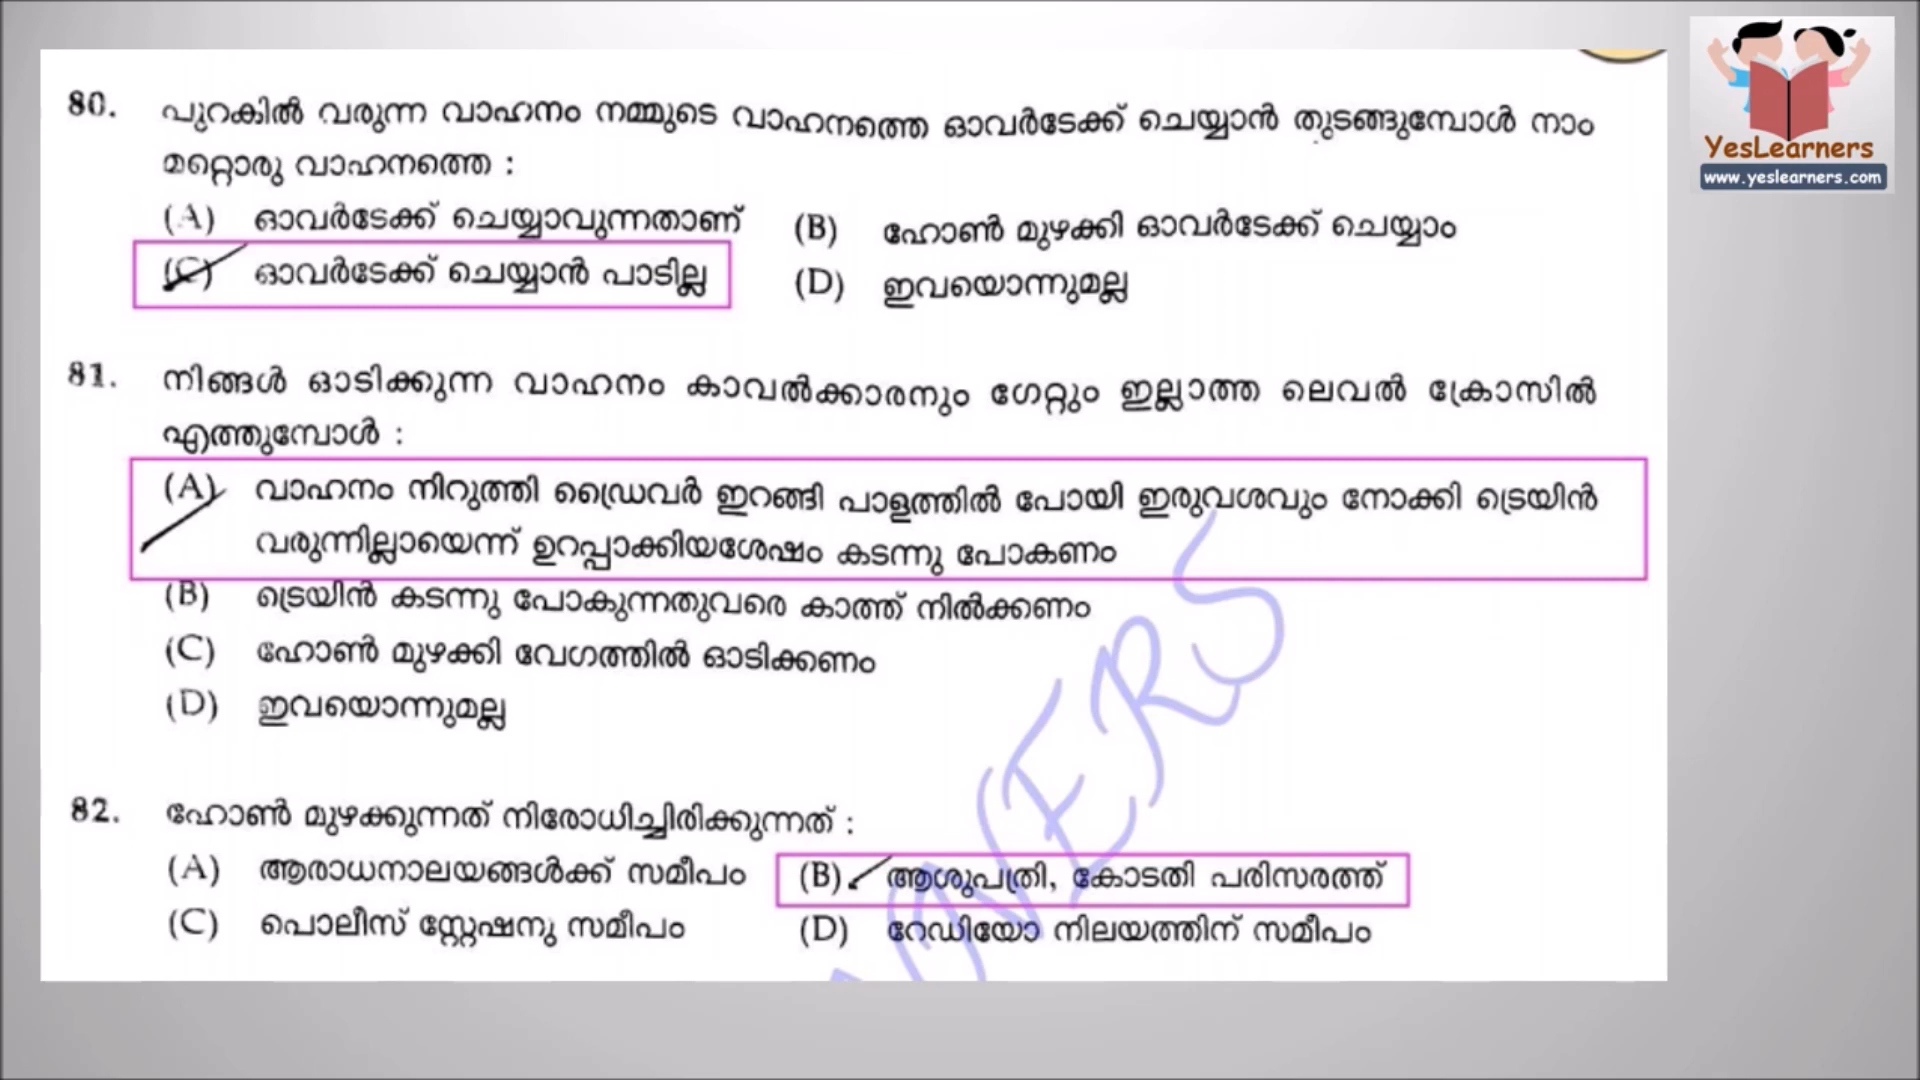 80. പുറകിൽ വരുന്ന വാഹനം നമ്മുടെ വാഹനത്തെ ഓവർടേക്ക് ചെയ്യാൻ തുടങ്ങുമ്പോൾ നാം
മറ്റൊരു വാഹനത്തെ :
(A) ഓവർടേക്ക് ചെയ്യാവുന്നതാണ് (B) ഹോൺ മുഴക്കി ഓവർടേക്ക് ചെയ്യാം
(C) ഓവർടേക്ക് ചെയ്യാൻ പാടില്ല (D) ഇവയൊന്നുമല്ല
81. നിങ്ങൾ ഓടിക്കുന്ന വാഹനം കാവൽക്കാരനും ഗേറ്റും ഇല്ലാത്ത ലെവൽ ക്രോസിൽ
എത്തുമ്പോൾ :
(A) വാഹനം നിറുത്തി ഡ്രൈവർ ഇറങ്ങി പാളത്തിൽ പോയി ഇരുവശവും നോക്കി ട്രെയിൻ
വരുന്നില്ലായെന്ന് ഉറപ്പാക്കിയശേഷം കടന്നു പോകണം
(B) ട്രെയിൻ കടന്നു പോകുന്നതുവരെ കാത്ത് നിൽക്കണം
(C) ഹോൺ മുഴക്കി വേഗത്തിൽ ഓടിക്കണം
(D) ഇവയൊന്നുമല്ല
82. ഹോൺ മുഴക്കുന്നത് നിരോധിച്ചിരിക്കുന്നത് :
(A) ആരാധനാലയങ്ങൾക്ക് സമീപം (B) ആശുപത്രി, കോടതി പരിസരത്ത്
(C) പൊലീസ് സ്റ്റേഷനു സമീപം (D) റേഡിയോ നിലയത്തിന് സമീപം
YesLearners
www.yeslearners.com